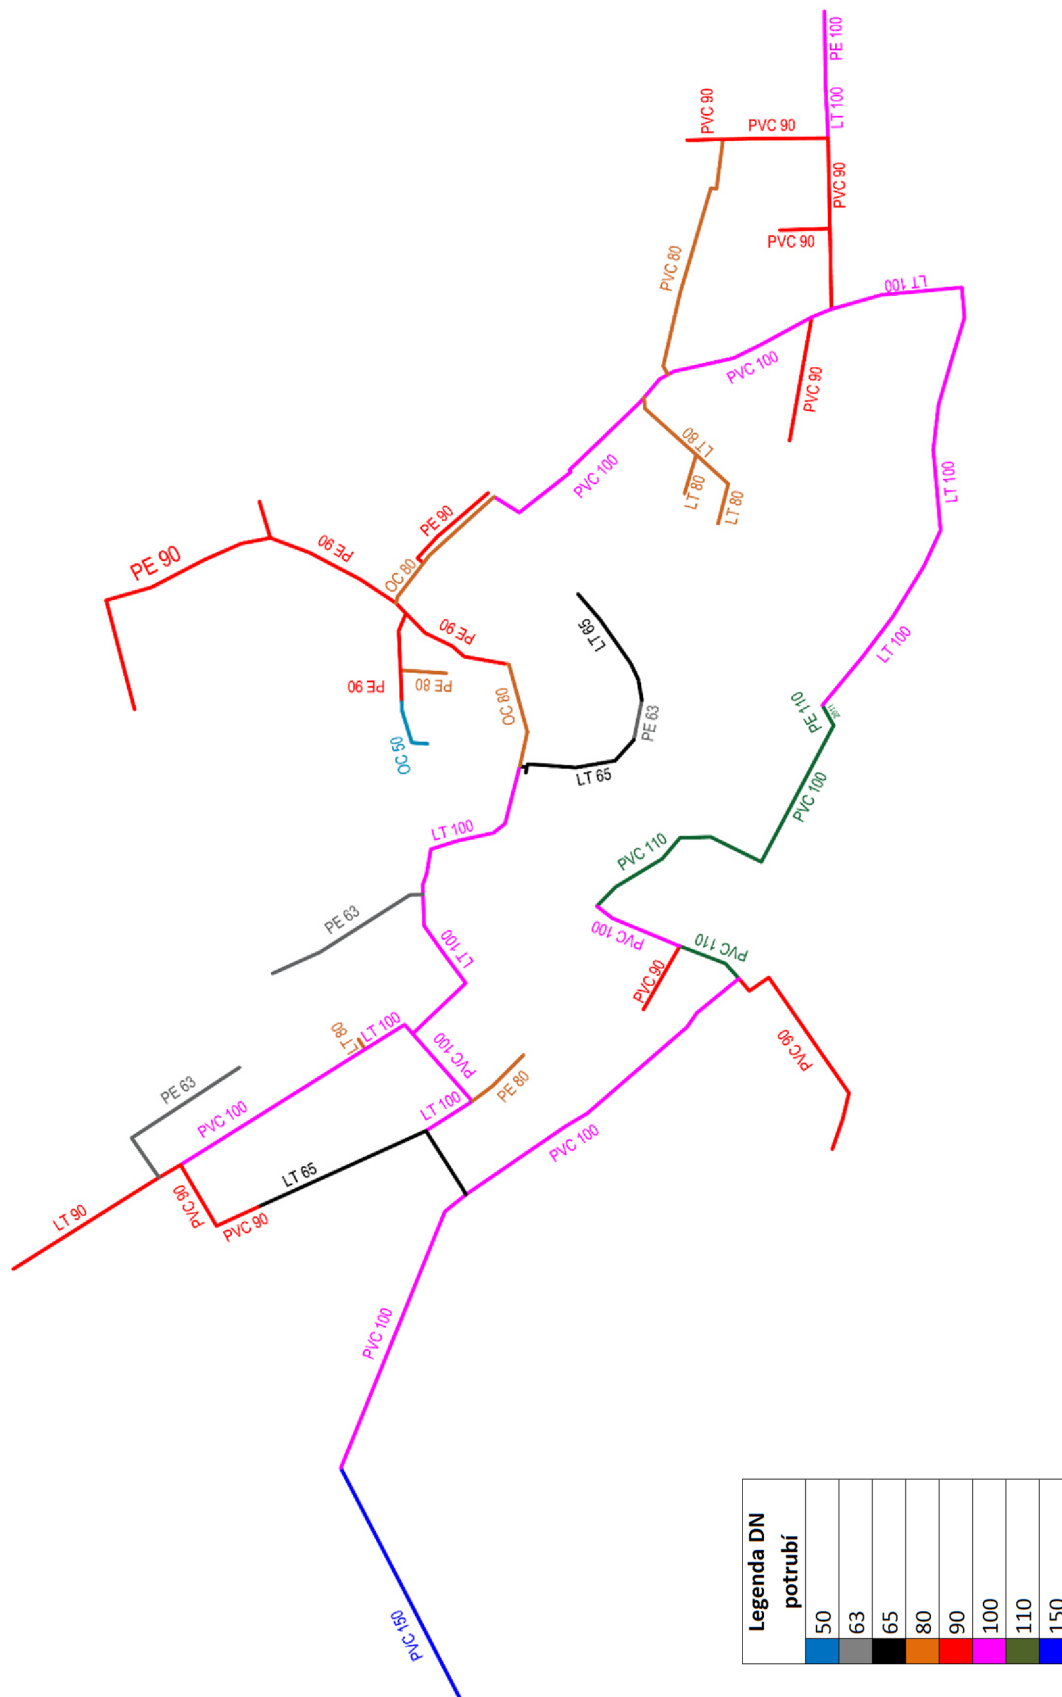 PE 100
LT 100
PVC 90
PVC 90
PVC 90
PVC 90
PVC 80
LT 100
PVC 100
PVC 90
LT 80
LT 80
LT 80
PVC 100
LT 100
PE 90
OC 80
PE 90
PE 90
PE 90
LT 65
LT 100
PE 90
PE 80
OC 80
OC 50
PE 63
PE 110
2011
LT 65
PVC 100
LT 100
PVC 110
PE 63
LT 100
PVC 100
PVC 110
PVC 90
LT 80
LT 100
PVC 100
PVC 90
PE 63
PE 80
PVC 100
LT 100
PVC 100
LT 65
PVC 90
LT 90
PVC 90
PVC 100
PVC 150
Legenda DN
potrubí
50
63
65
80
90
100
110
150